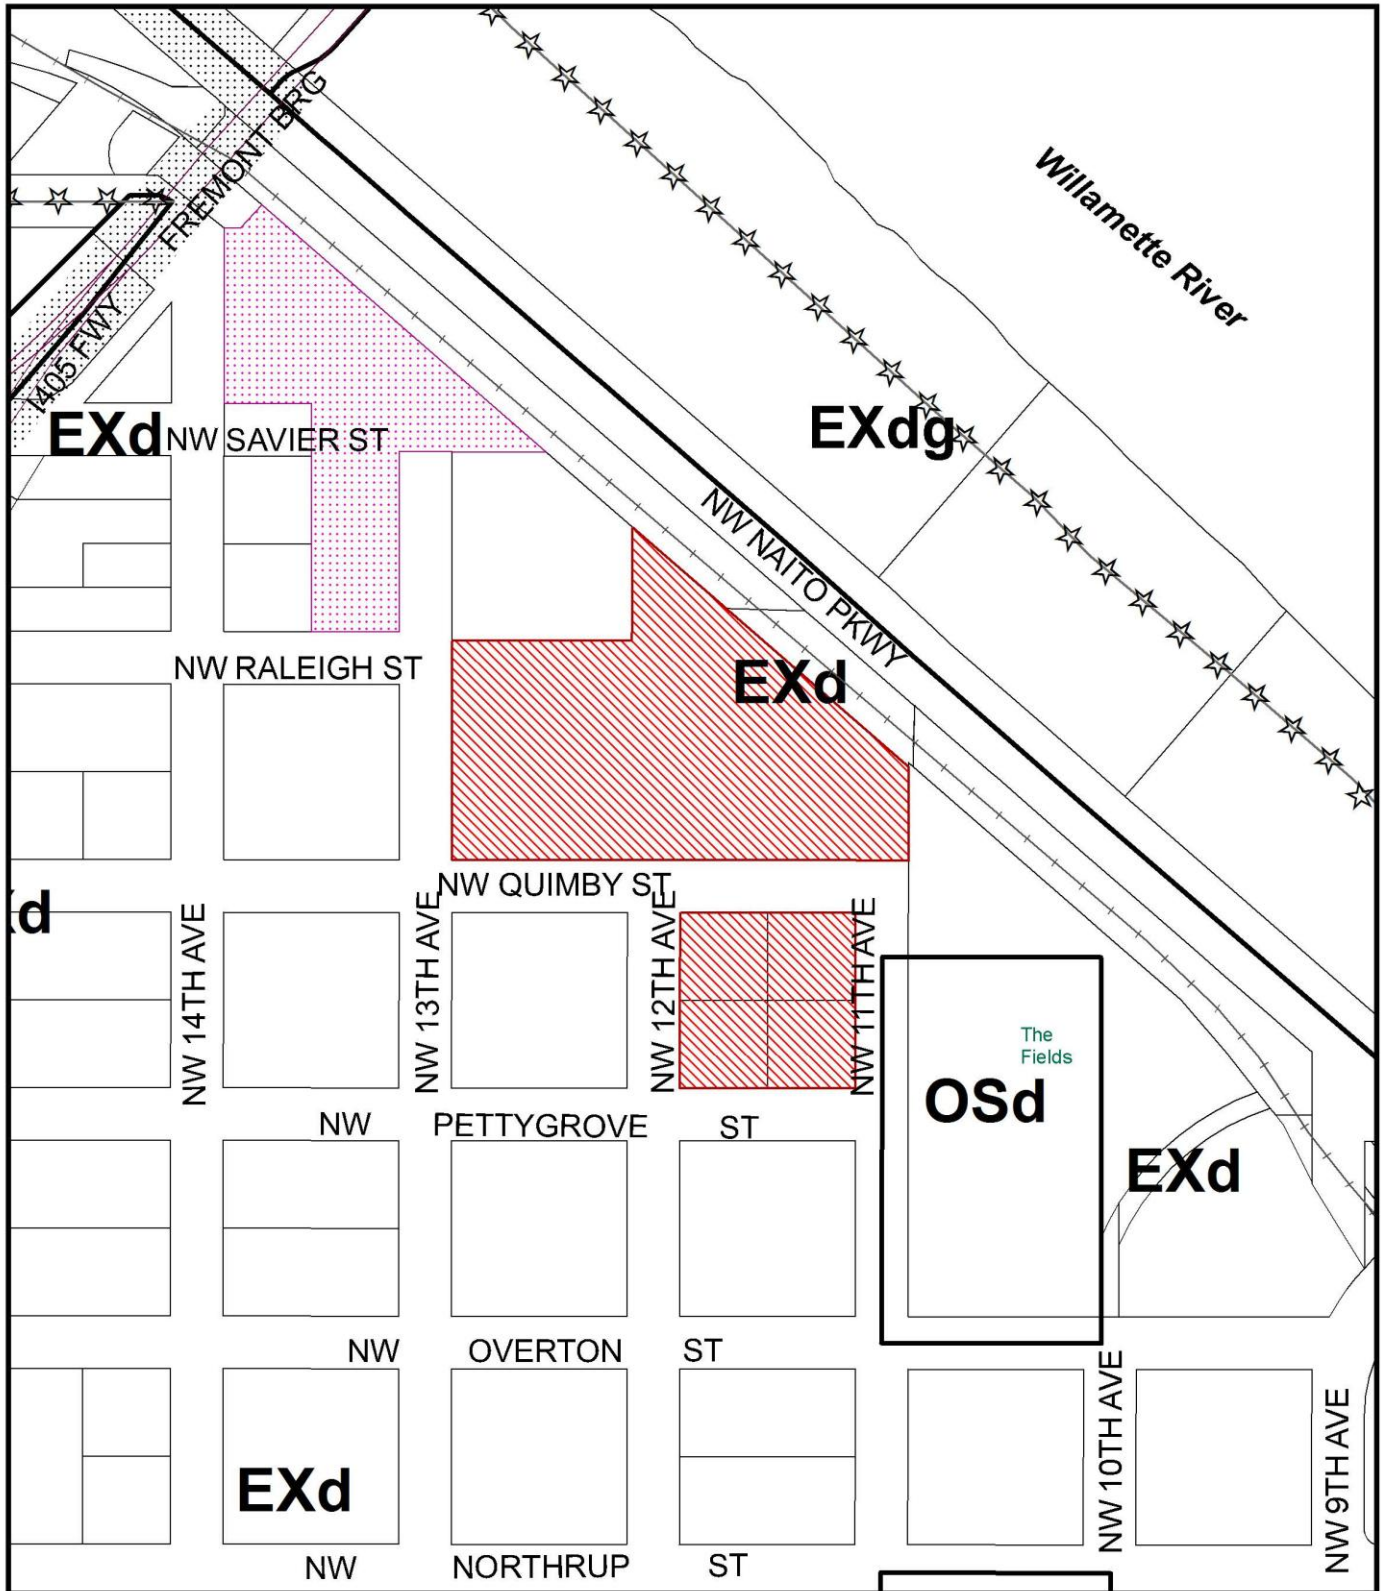 FREMONT BRG
Willamette River
I405 FWY
EXd
NW SAVIER ST
EXdg
NW NAITO PKWY
NW RALEIGH ST
EXd
NW QUIMBY ST
Xd
NW 14TH AVE
NW 13TH AVE
NW 12TH AVE
NW 11TH AVE
The
Fields
OSd
NW PETTYGROVE ST
EXd
NW OVERTON ST
NW 10TH AVE
NW 9TH AVE
EXd
NW NORTHRUP ST